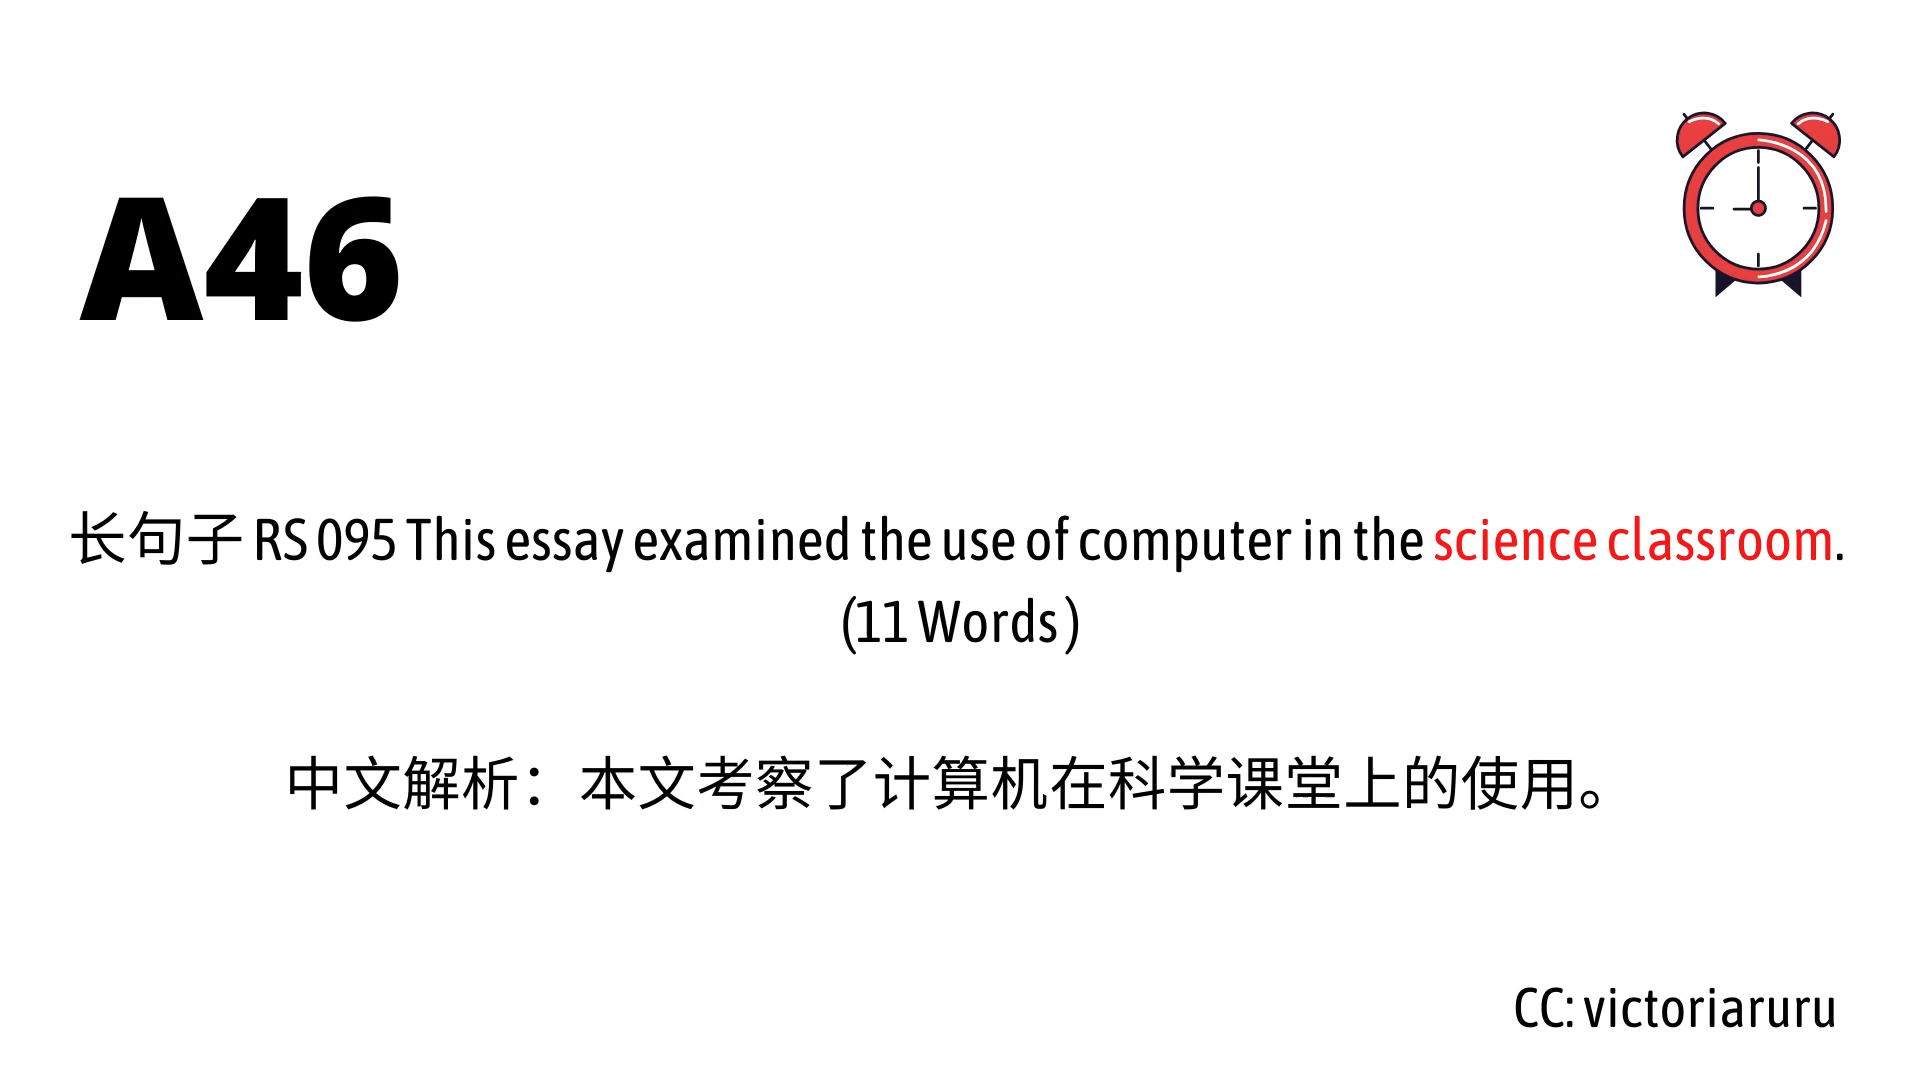 A46
长句子 RS 095 This essay examined the use of computer in the science classroom.
(11 Words )
中文解析：本文考察了计算机在科学课堂上的使用。
CC: victoriaruru